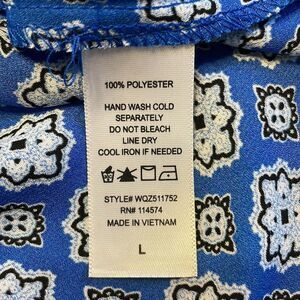 100% POLYESTER
HAND WASH COLD
SEPARATELY
DO NOT BLEACH
LINE DRY
COOL IRON IF NEEDED
STYLE# WQZ511752
RN# 114574
MADE IN VIETNAM
L